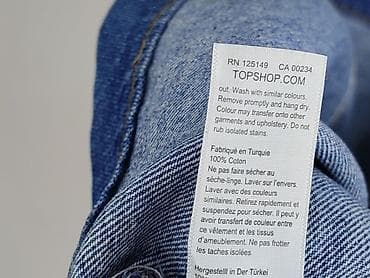 RN 125149 CA 00234
TOPSHOP.COM
out. Wash with similar colours.
Remove promptly and hang dry.
Colour may transfer onto other
garments and upholstery. Do not
rub isolated stains.
Fabriqué en Turquie
100% Coton
Ne pas faire sécher au
sèche-linge. Laver sur l'envers.
Laver avec des couleurs
similaires. Retirez rapidement et
suspendez pour sécher. Il peut y
avoir transfert de couleur entre
ce vêtement et les tissus
d'ameublement. Ne pas frotter
les taches isolées
Hergestellt in Der Türkei